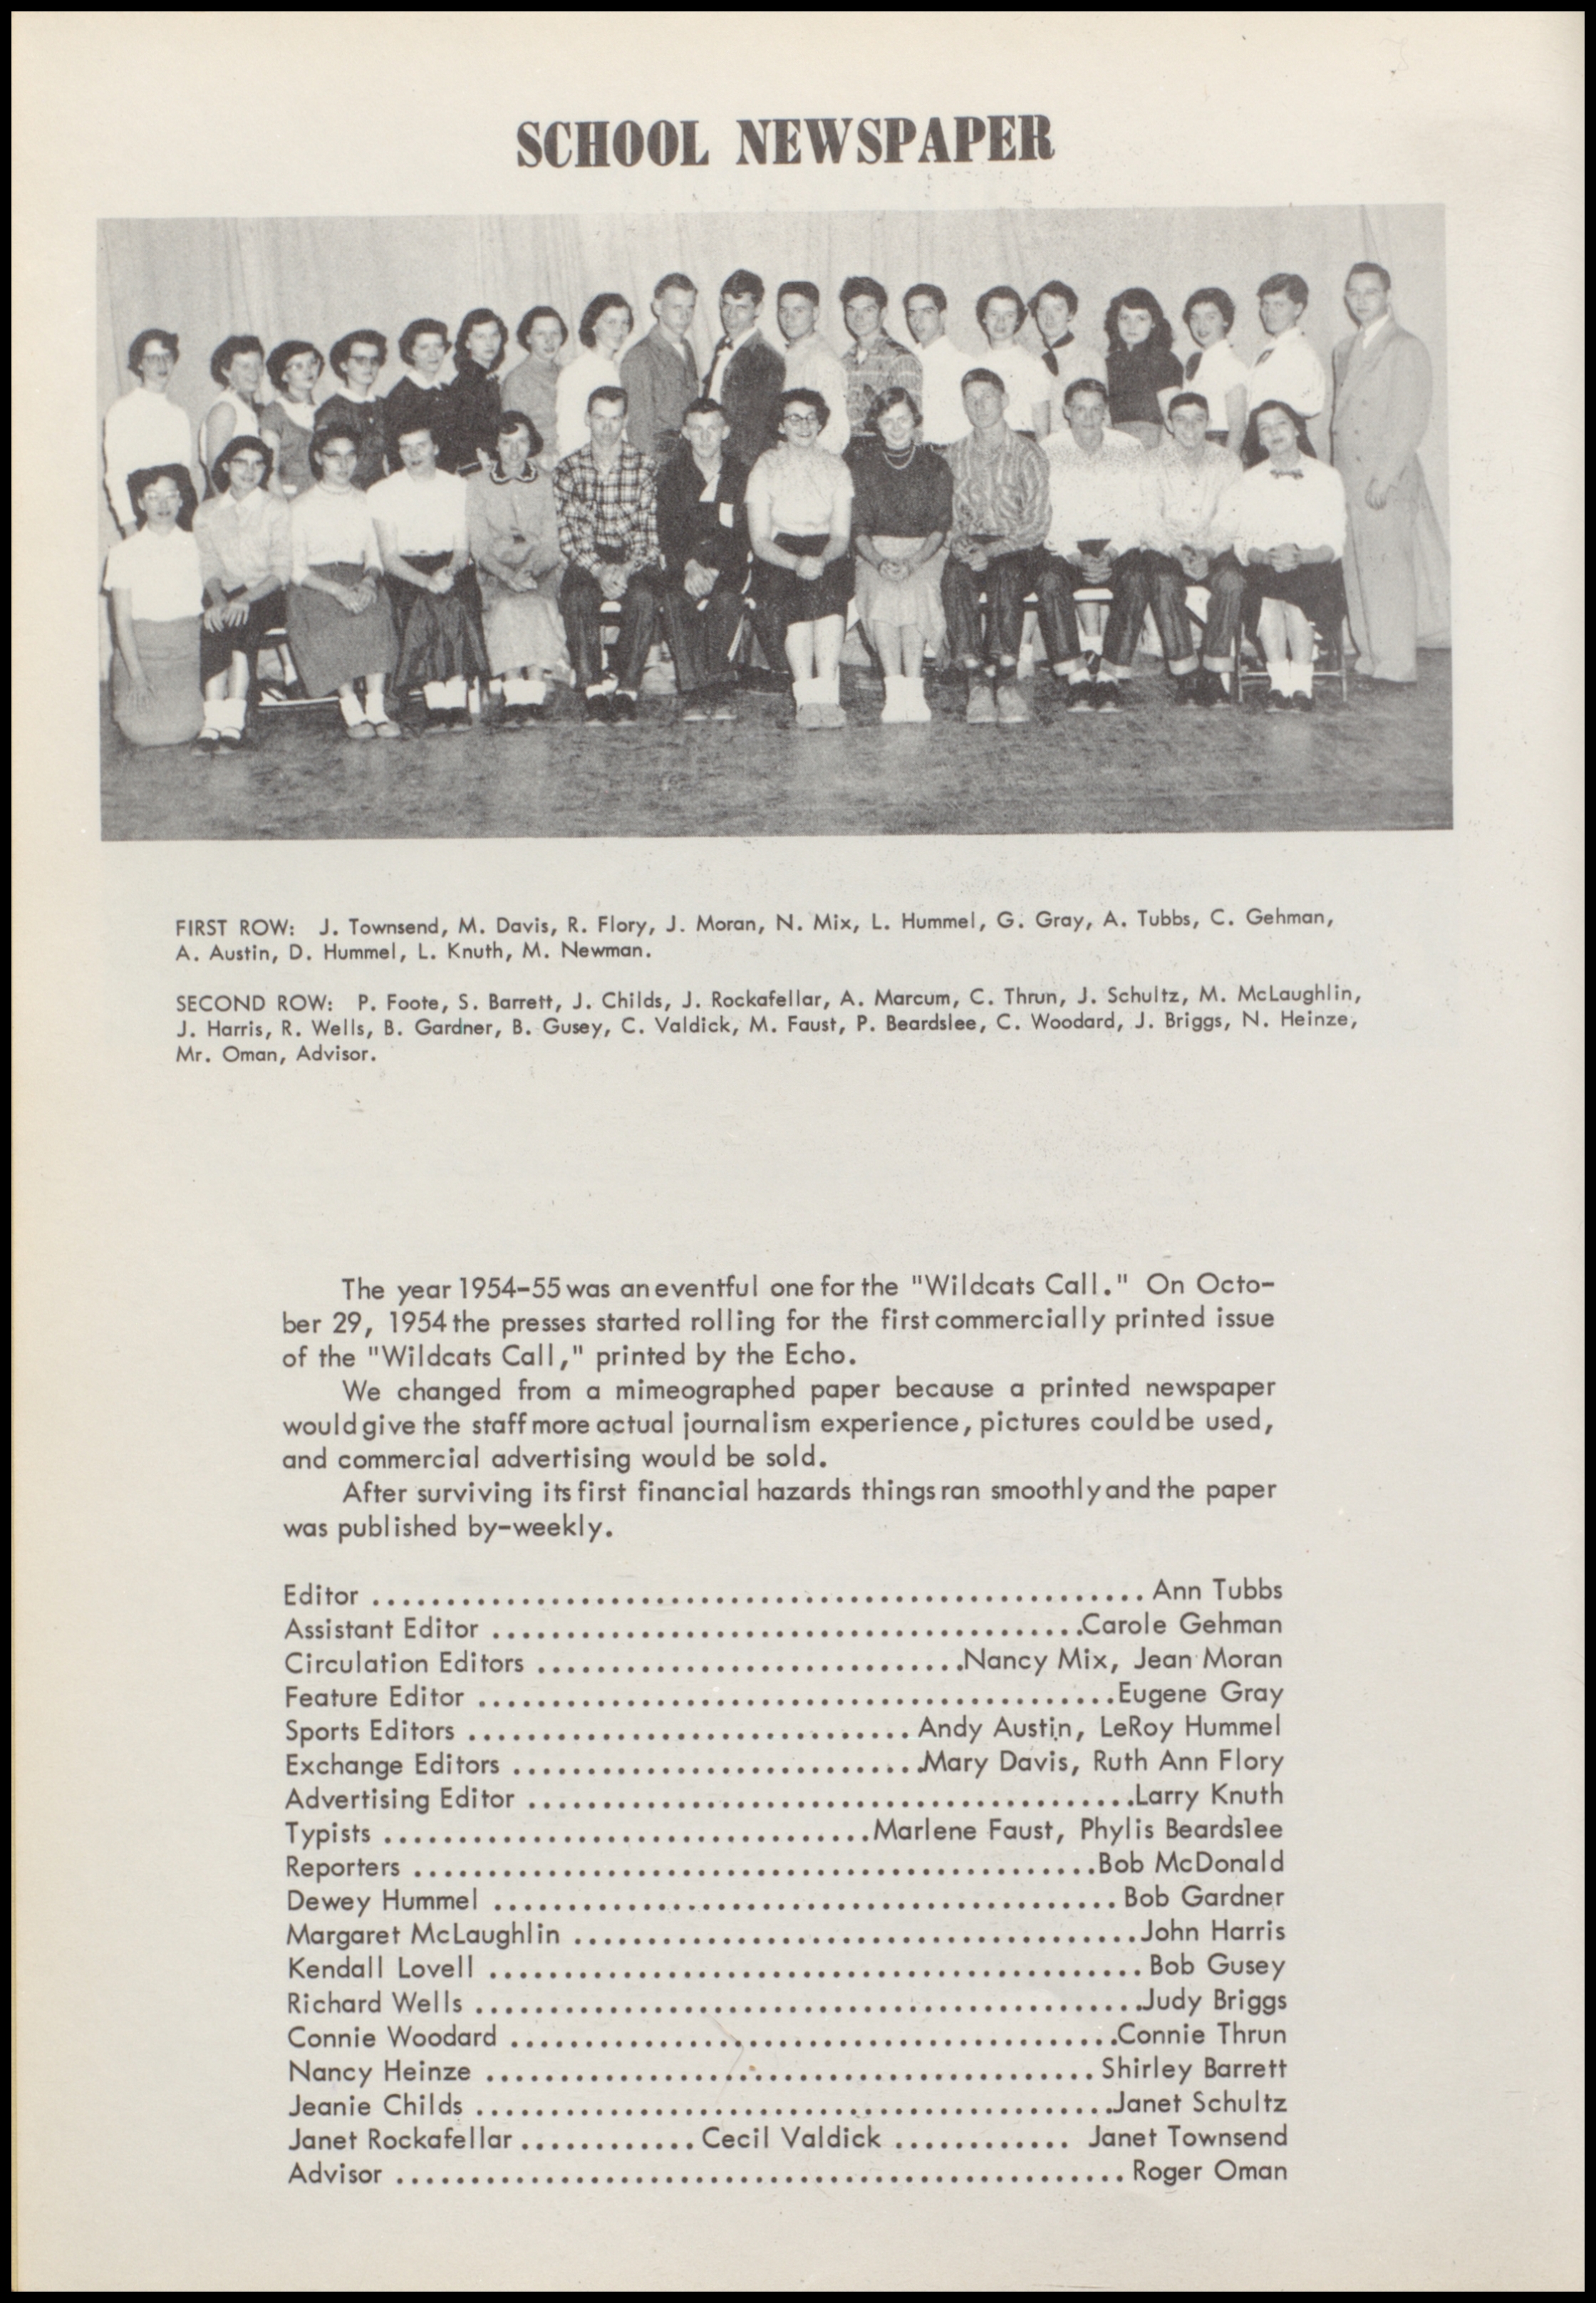 SCHOOL NEWSPAPER
FIRST ROW: J. Townsend, M. Davis, R. Flory, J. Moran, N. Mix, L. Hummel, G. Gray, A. Tubbs, C. Gehman,
A. Austin, D. Hummel, L. Knuth, M. Newman.
SECOND ROW: P. Foote, S. Barrett, J. Childs, J. Rockafellar, A. Marcum, C. Thrun, J. Schultz, M. McLaughlin,
J. Harris, R. Wells, B. Gardner, B. Gusey, C. Valdick, M. Faust, P. Beardslee, C. Woodard, J. Briggs, N. Heinze,
Mr. Oman, Advisor.
The year 1954-55 was an eventful one for the "Wildcats Call." On Octo-
ber 29, 1954 the presses started rolling for the first commercially printed issue
of the "Wildcats Call," printed by the Echo.
We changed from a mimeographed paper because a printed newspaper
would give the staff more actual journalism experience, pictures could be used,
and commercial advertising would be sold.
After surviving its first financial hazards things ran smoothly and the paper
was published by-weekly.
Editor .................................................... Ann Tubbs
Assistant Editor ........................................Carole Gehman
Circulation Editors .............................Nancy Mix, Jean Moran
Feature Editor ...........................................Eugene Gray
Sports Editors .............................. Andy Austin, LeRoy Hummel
Exchange Editors ............................Mary Davis, Ruth Ann Flory
Advertising Editor .........................................Larry Knuth
Typists .................................Marlene Faust, Phylis Beardslee
Reporters ..............................................Bob McDonald
Dewey Hummel .......................................... Bob Gardner
Margaret McLaughlin ......................................John Harris
Kendall Lovell ............................................ Bob Gusey
Richard Wells .............................................Judy Briggs
Connie Woodard .........................................Connie Thrun
Nancy Heinze ......................................... Shirley Barrett
Jeanie Childs ...........................................Janet Schultz
Janet Rockafellar............Cecil Valdick ............ Janet Townsend
Advisor ................................................. Roger Oman